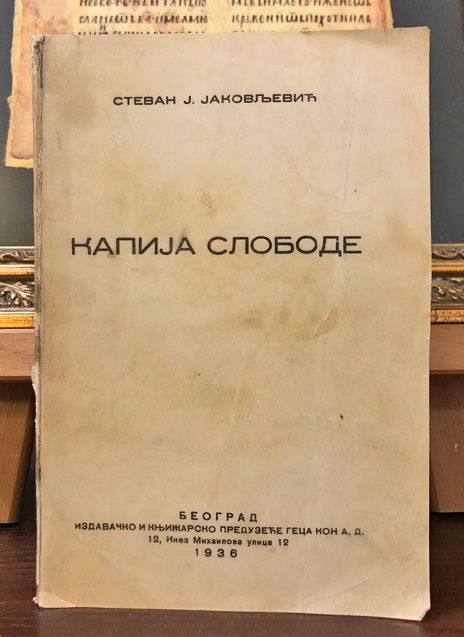 СТЕВАН Ј. ЈАКОВЉЕВИЋ
КАПИЈА СЛОБОДЕ
БЕОГРАД
ИЗДАВАЧКО И КЊИЖАРСКО ПРЕДУЗЕЋЕ ГЕЦА КОН А. Д.
12, Кнез Михаилова улица 12
1936